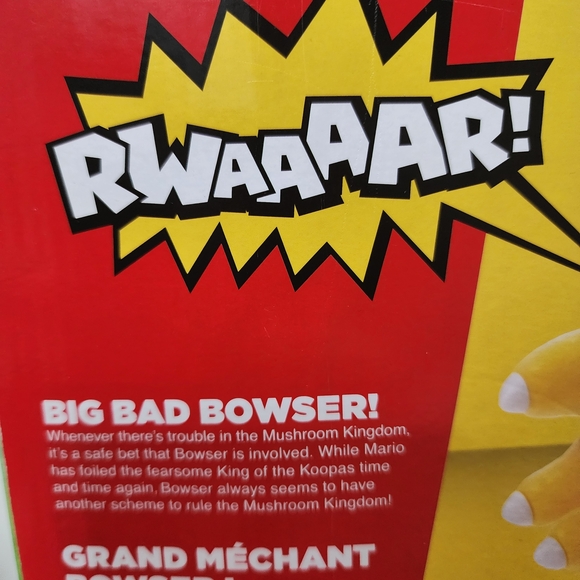 RWAAAAR!
BIG BAD BOWSER!
Whenever there's trouble in the Mushroom Kingdom,
it's a safe bet that Bowser is involved. While Mario
has foiled the fearsome King of the Koopas time
and time again, Bowser always seems to have
another scheme to rule the Mushroom Kingdom!
GRAND MÉCHANT
BOWSER !